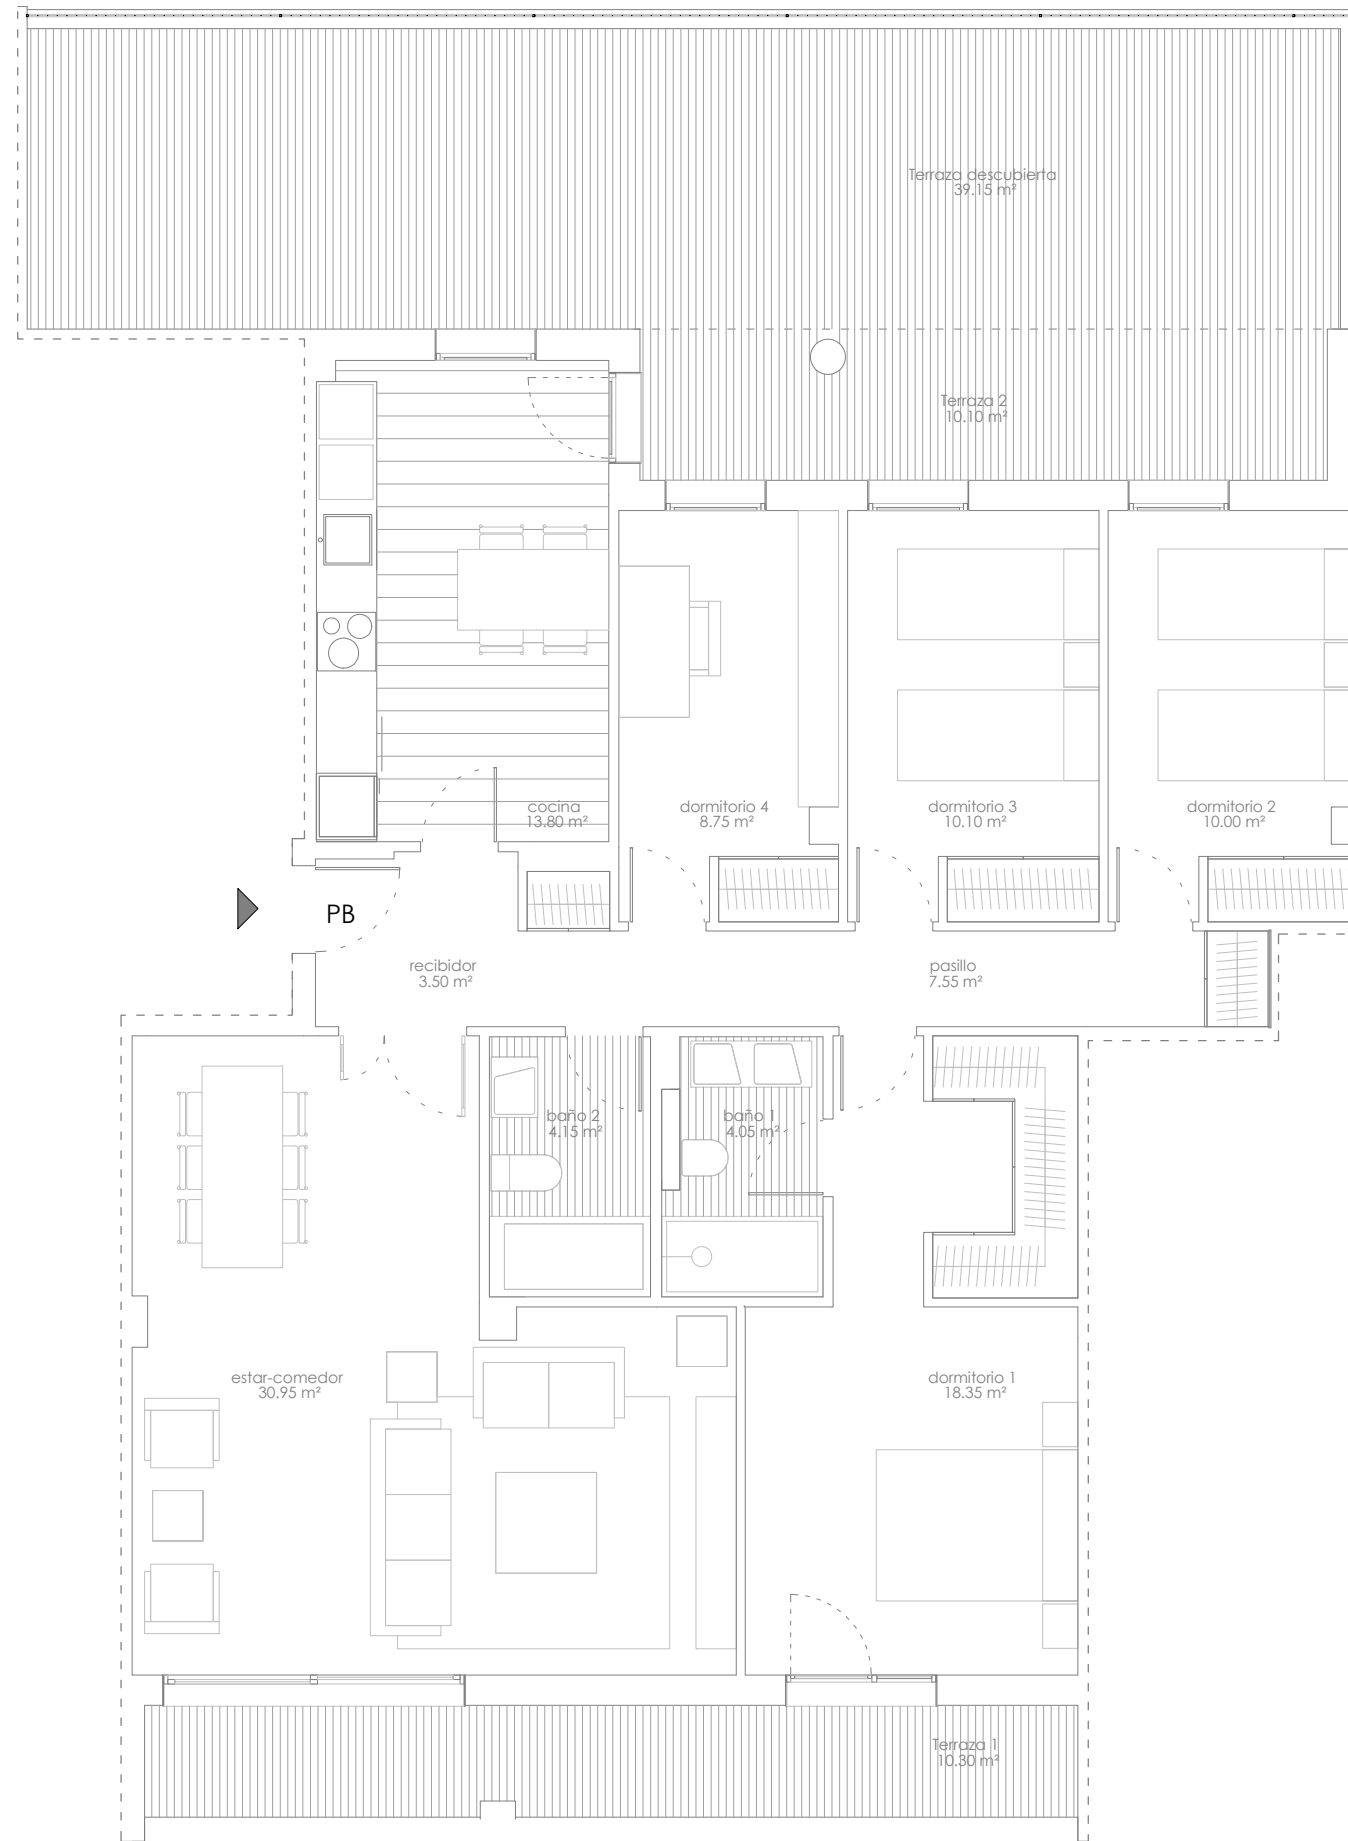 Terraza descubierta
39.15 m²
Terraza 2
10.10 m²
cocina
13.80 m²
dormitorio 4
8.75 m²
dormitorio 3
10.10 m²
dormitorio 2
10.00 m²
PB
recibidor
3.50 m²
pasillo
7.55 m²
baño 2
4.15 m²
baño 1
4.05 m²
estar-comedor
30.95 m²
dormitorio 1
18.35 m²
Terraza 1
10.30 m²